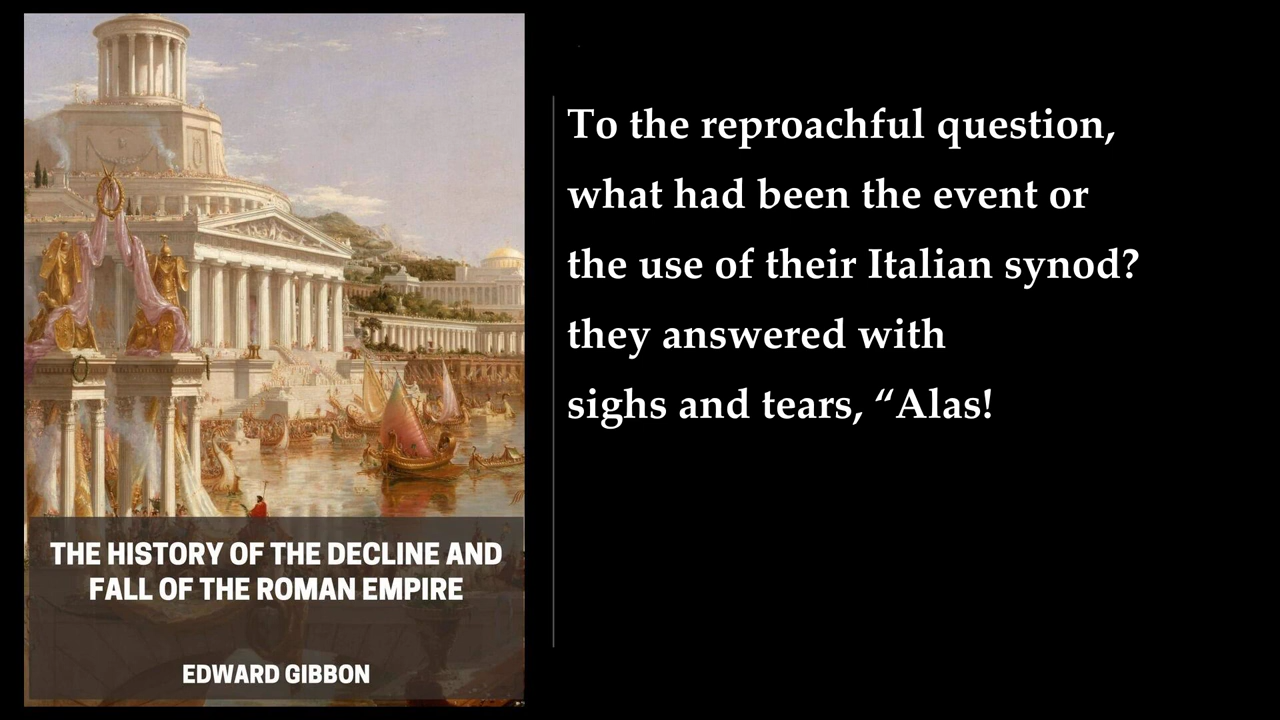 THE HISTORY OF THE DECLINE AND
FALL OF THE ROMAN EMPIRE
EDWARD GIBBON
To the reproachful question,
what had been the event or
the use of their Italian synod?
they answered with
sighs and tears, “Alas!